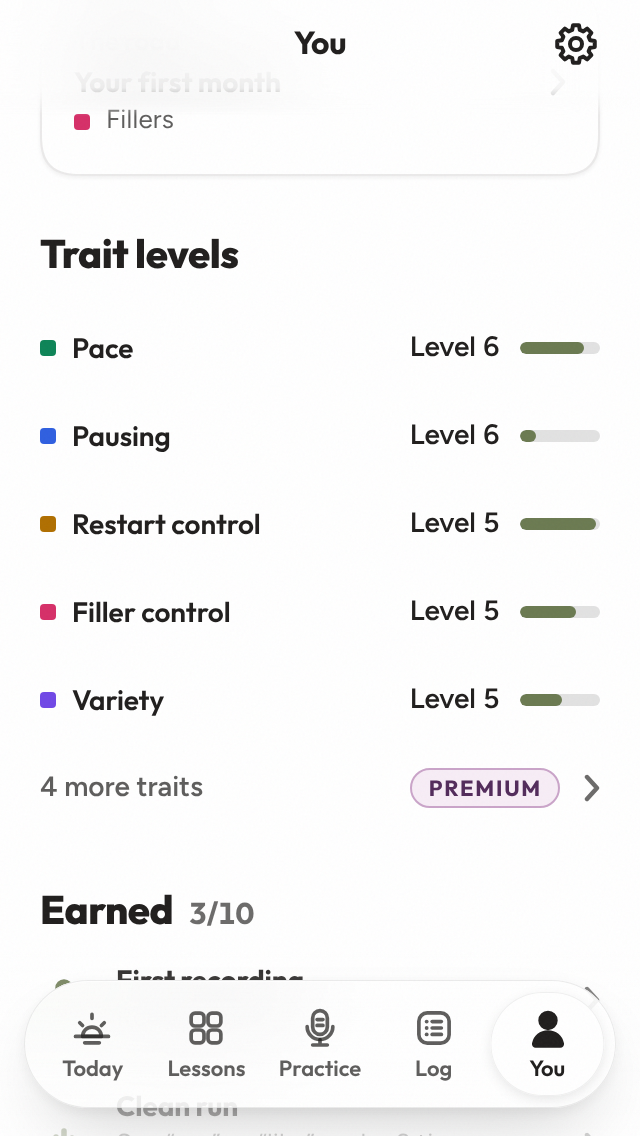 You
Your first month
Fillers
Trait levels
Pace Level 6
Pausing Level 6
Restart control Level 5
Filler control Level 5
Variety Level 5
4 more traits PREMIUM
Earned 3/10
First recording
Today Lessons Practice Log You
Clean run